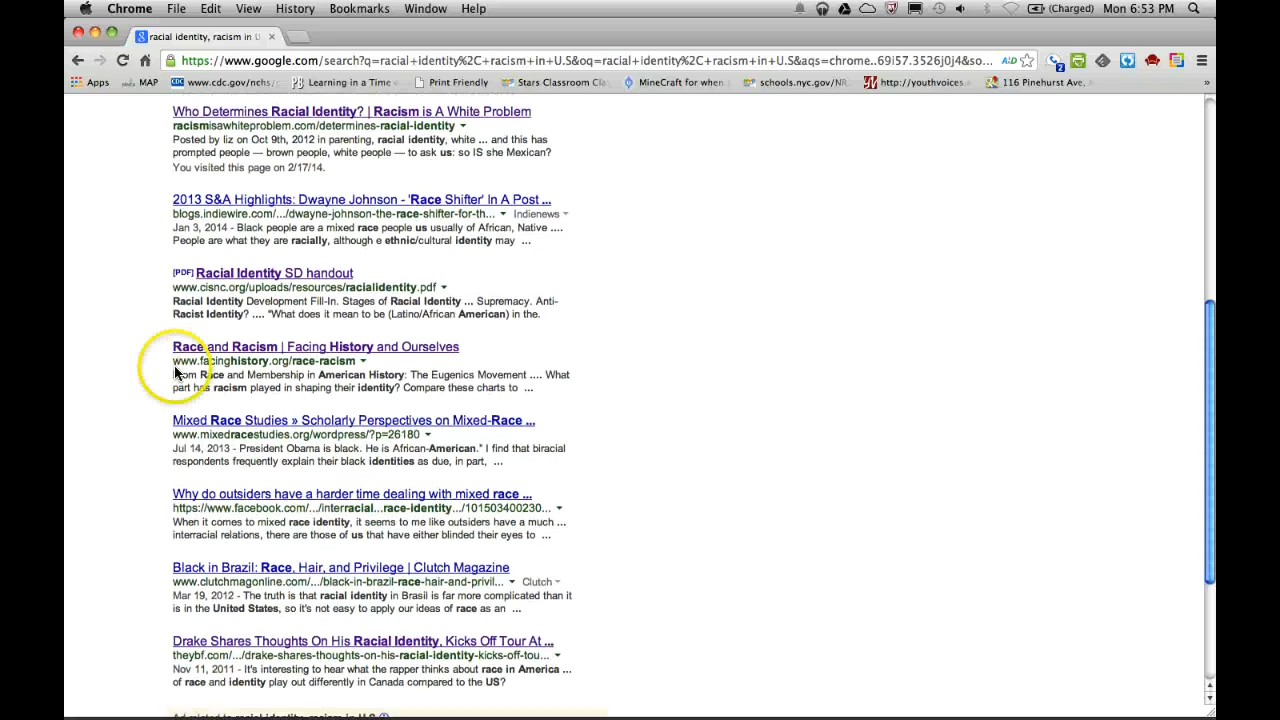 Chrome File Edit View History Bookmarks Window Help (Charged) Mon 6:53 PM
racial identity, racism in U
https://www.google.com/search?q=racial+identity%2C+racism+in+U.S&oq=racial+identity%2C+racism+in+U.S&aqs=chrome..69i57.3526j0j4&so...
Apps MAP CDC www.cdc.gov/nchs/ Learning in a Time Print Friendly Stars Classroom MineCraft for when schools.nyc.gov/NR http://youthvoices. 116 Pinehurst Ave, »
Who Determines Racial Identity? | Racism is A White Problem
racismisawhiteproblem.com/determines-racial-identity
Posted by liz on Oct 9th, 2012 in parenting, racial identity, white ... and this has
prompted people — brown people, white people — to ask us: so IS she Mexican?
You visited this page on 2/17/14.
2013 S&A Highlights: Dwayne Johnson - 'Race Shifter' In A Post ...
blogs.indiewire.com/.../dwayne-johnson-the-race-shifter-for-th... Indienews
Jan 3, 2014 - Black people are a mixed race people us usually of African, Native ....
People are what they are racially, although e ethnic/cultural identity may ...
[PDF] Racial Identity SD handout
www.cisnc.org/uploads/resources/racialidentity.pdf
Racial Identity Development Fill-In. Stages of Racial Identity ... Supremacy. Anti-
Racist Identity? .... "What does it mean to be (Latino/African American) in the.
Race and Racism | Facing History and Ourselves
www.facinghistory.org/race-racism
From Race and Membership in American History: The Eugenics Movement .... What
part has racism played in shaping their identity? Compare these charts to ...
Mixed Race Studies » Scholarly Perspectives on Mixed-Race ...
www.mixedracestudies.org/wordpress/?p=26180
Jul 14, 2013 - President Obama is black. He is African-American." I find that biracial
respondents frequently explain their black identities as due, in part, ...
Why do outsiders have a harder time dealing with mixed race ...
https://www.facebook.com/.../interracial...race-identity.../101503400230...
When it comes to mixed race identity, it seems to me like outsiders have a much ...
interracial relations, there are those of us that have either blinded their eyes to ...
Black in Brazil: Race, Hair, and Privilege | Clutch Magazine
www.clutchmagonline.com/.../black-in-brazil-race-hair-and-privil... Clutch
Mar 19, 2012 - The truth is that racial identity in Brasil is far more complicated than it
is in the United States, so it's not easy to apply our ideas of race as an ...
Drake Shares Thoughts On His Racial Identity, Kicks Off Tour At ...
theybf.com/.../drake-shares-thoughts-on-his-racial-identity-kicks-off-tou...
Nov 11, 2011 - It's interesting to hear what the rapper thinks about race in America ...
of race and identity play out differently in Canada compared to the US?
Ad related to racial identity, racism in U.S